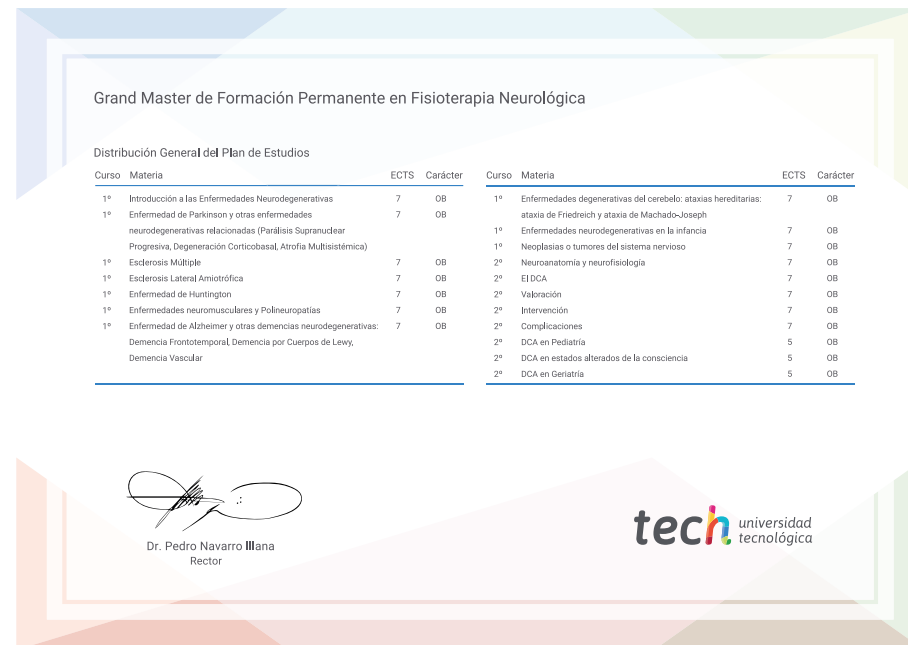 Grand Master de Formación Permanente en Fisioterapia Neurológica
Distribución General del Plan de Estudios
Curso Materia ECTS Carácter
1º Introducción a las Enfermedades Neurodegenerativas 7 OB
1º Enfermedad de Parkinson y otras enfermedades 7 OB
neurodegenerativas relacionadas (Parálisis Supranuclear
Progresiva, Degeneración Corticobasal, Atrofia Multisistémica)
1º Esclerosis Múltiple 7 OB
1º Esclerosis Lateral Amiotrófica 7 OB
1º Enfermedad de Huntington 7 OB
1º Enfermedades neuromusculares y Polineuropatías 7 OB
1º Enfermedad de Alzheimer y otras demencias neurodegenerativas: 7 OB
Demencia Frontotemporal, Demencia por Cuerpos de Lewy,
Demencia Vascular
Curso Materia ECTS Carácter
1º Enfermedades degenerativas del cerebelo: ataxias hereditarias: 7 OB
ataxia de Friedreich y ataxia de Machado-Joseph
1º Enfermedades neurodegenerativas en la infancia 7 OB
1º Neoplasias o tumores del sistema nervioso 7 OB
2º Neuroanatomía y neurofisiología 7 OB
2º El DCA 7 OB
2º Valoración 7 OB
2º Intervención 7 OB
2º Complicaciones 7 OB
2º DCA en Pediatría 5 OB
2º DCA en estados alterados de la consciencia 5 OB
2º DCA en Geriatría 5 OB
Dr. Pedro Navarro Illana
Rector
tech universidad
tecnológica